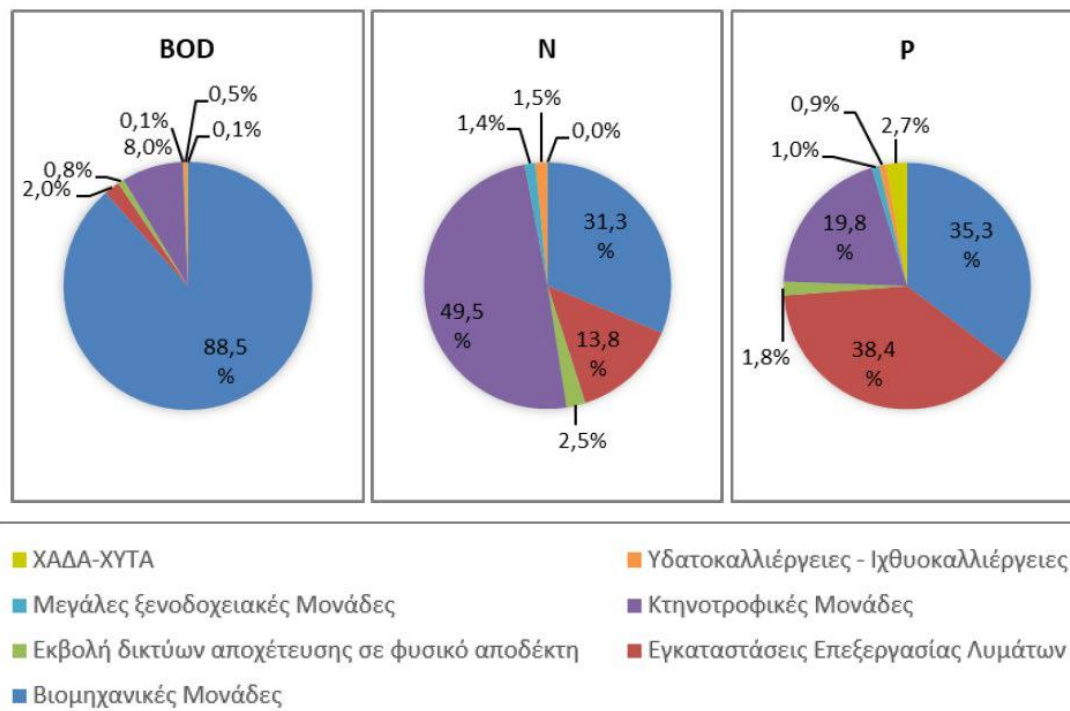 BOD
0,5%
0,1%
0,1%
8,0%
0,8%
2,0%
88,5
%
N
1,5%
1,4%
0,0%
31,3
%
49,5
%
13,8
%
2,5%
P
0,9%
2,7%
1,0%
19,8
%
35,3
%
1,8%
38,4
%
ΧΑΔΑ-ΧΥΤΑ
Υδατοκαλλιέργειες - Ιχθυοκαλλιέργειες
Μεγάλες ξενοδοχειακές Μονάδες
Κτηνοτροφικές Μονάδες
Εκβολή δικτύων αποχέτευσης σε φυσικό αποδέκτη
Εγκαταστάσεις Επεξεργασίας Λυμάτων
Βιομηχανικές Μονάδες